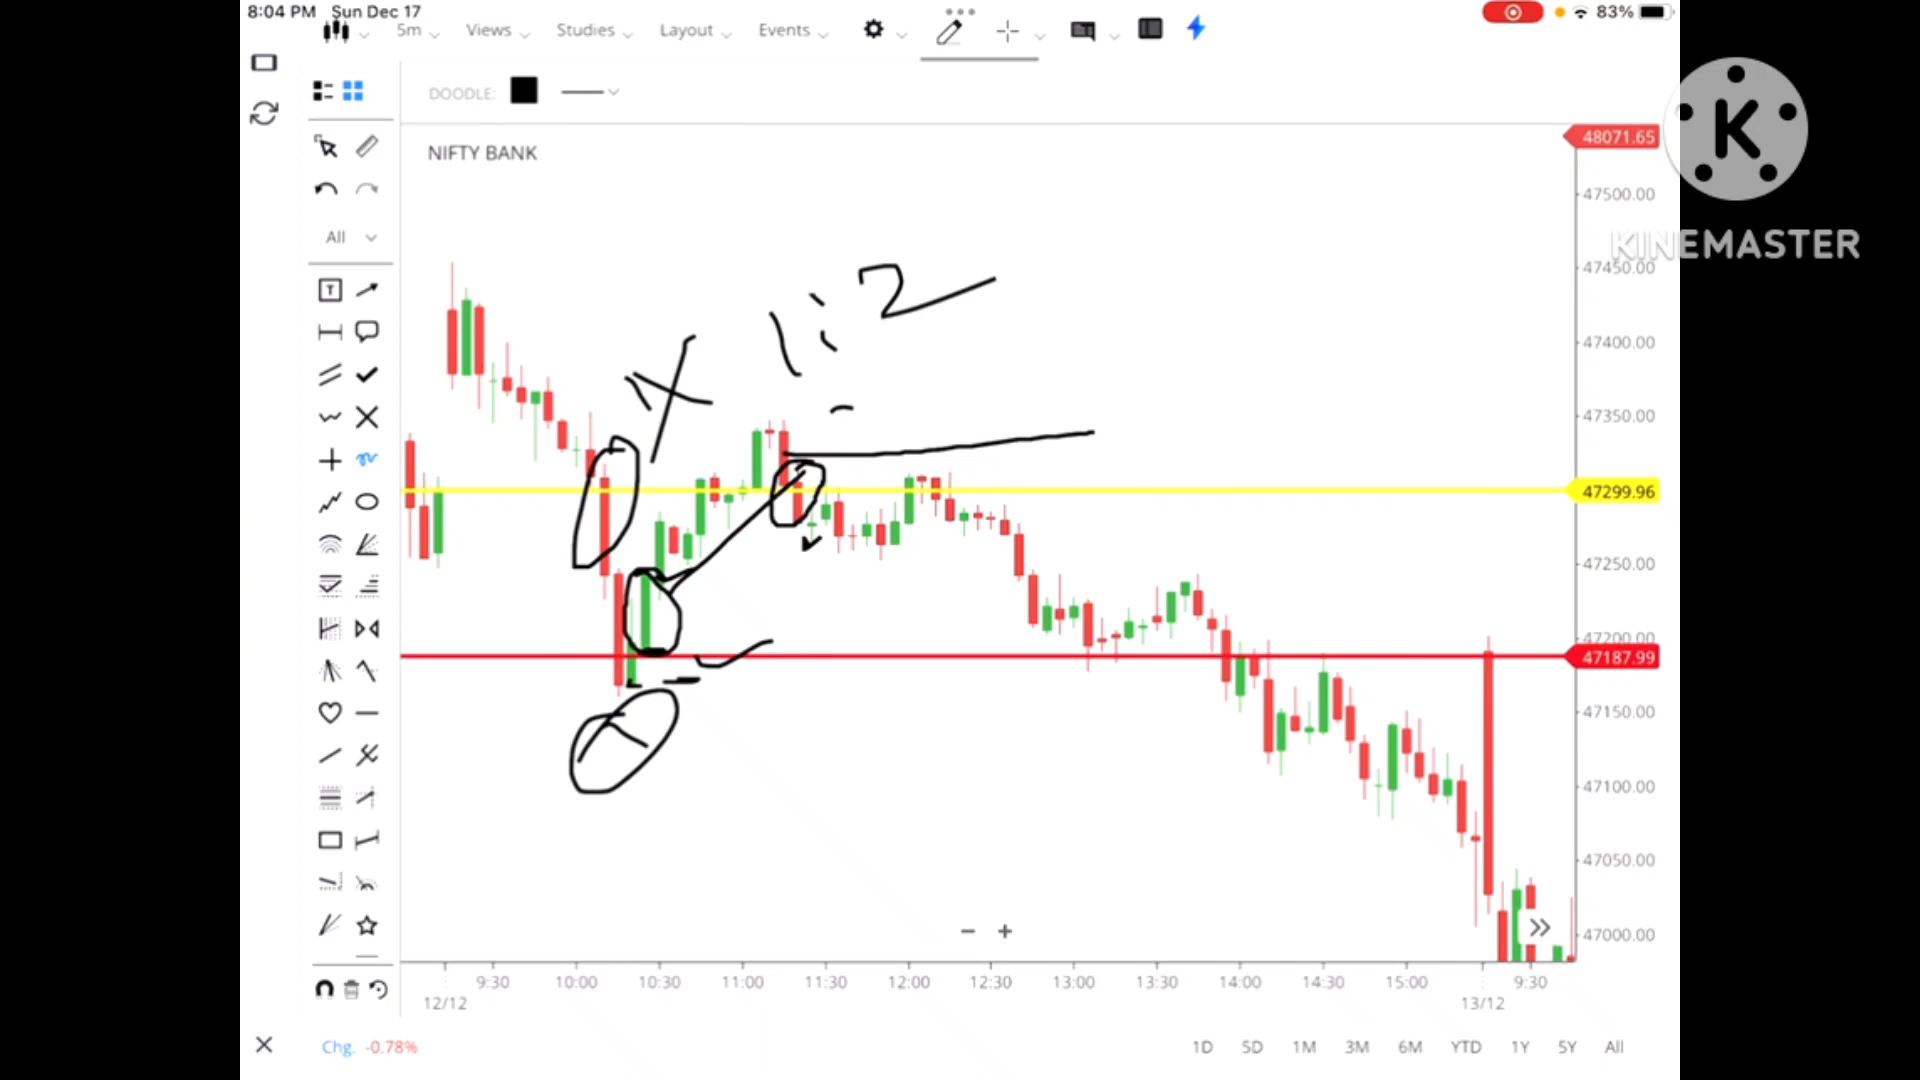 8:04 PM Sun Dec 17
83%
5m Views Studies Layout Events
DOODLE:
NIFTY BANK
All
T
1:2
48071.65
47500.00
47450.00
47400.00
47350.00
47299.96
47250.00
47200.00
47187.99
47150.00
47100.00
47050.00
47000.00
K
KINEMASTER
9:30 10:00 10:30 11:00 11:30 12:00 12:30 13:00 13:30 14:00 14:30 15:00 9:30
12/12 13/12
Chg. -0.78%
1D 5D 1M 3M 6M YTD 1Y 5Y All